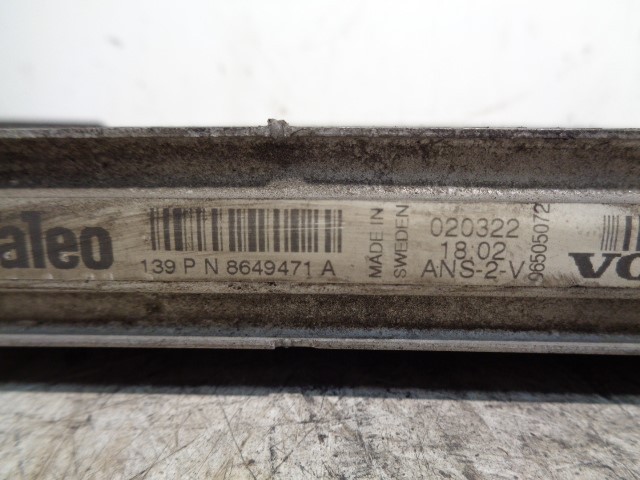 aleo
139 P N 8649471 A
MADE IN
SWEDEN
020322
18:02
ANS-2-V
96505072
VO